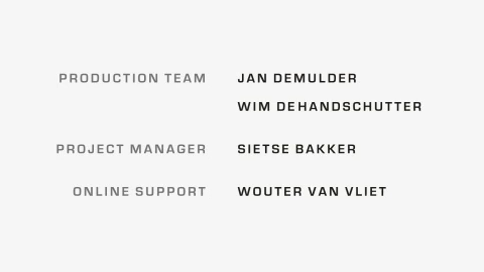 PRODUCTION TEAM JAN DEMULDER
WIM DEHANDSCHUTTER
PROJECT MANAGER SIETSE BAKKER
ONLINE SUPPORT WOUTER VAN VLIET